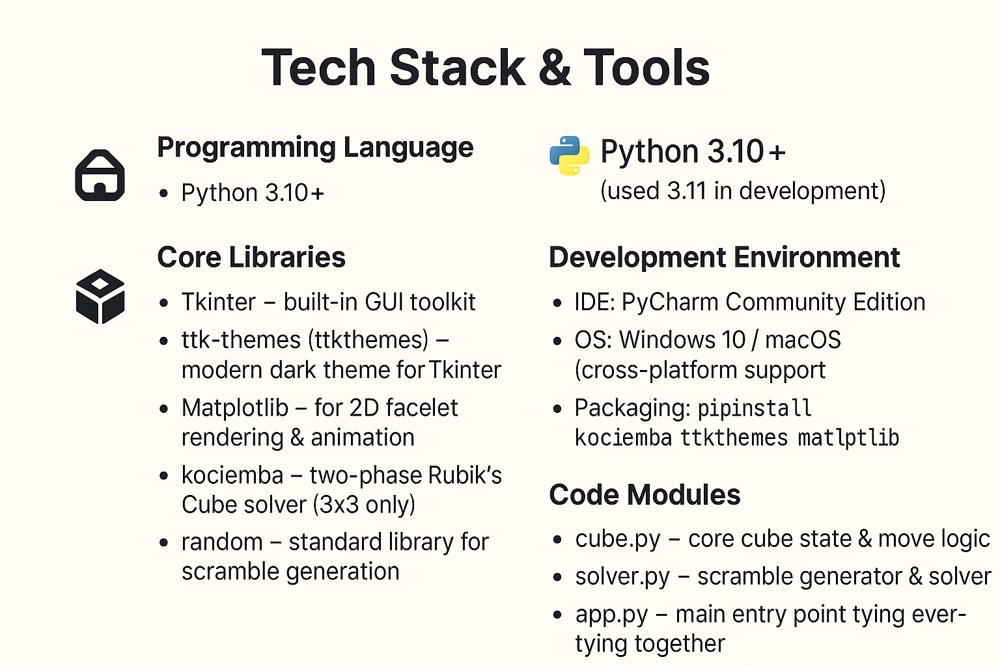 Tech Stack & Tools
Programming Language
• Python 3.10+
Python 3.10+
(used 3.11 in development)
Core Libraries
• Tkinter – built-in GUI toolkit
• ttk-themes (ttkthemes) –
modern dark theme for Tkinter
• Matplotlib – for 2D facelet
rendering & animation
• kociemba – two-phase Rubik’s
Cube solver (3x3 only)
• random – standard library for
scramble generation
Development Environment
• IDE: PyCharm Community Edition
• OS: Windows 10 / macOS
(cross-platform support
• Packaging: pipinstall
kociemba ttkthemes matlptlib
Code Modules
• cube.py – core cube state & move logic
• solver.py – scramble generator & solver
• app.py – main entry point tying ever-
tying together